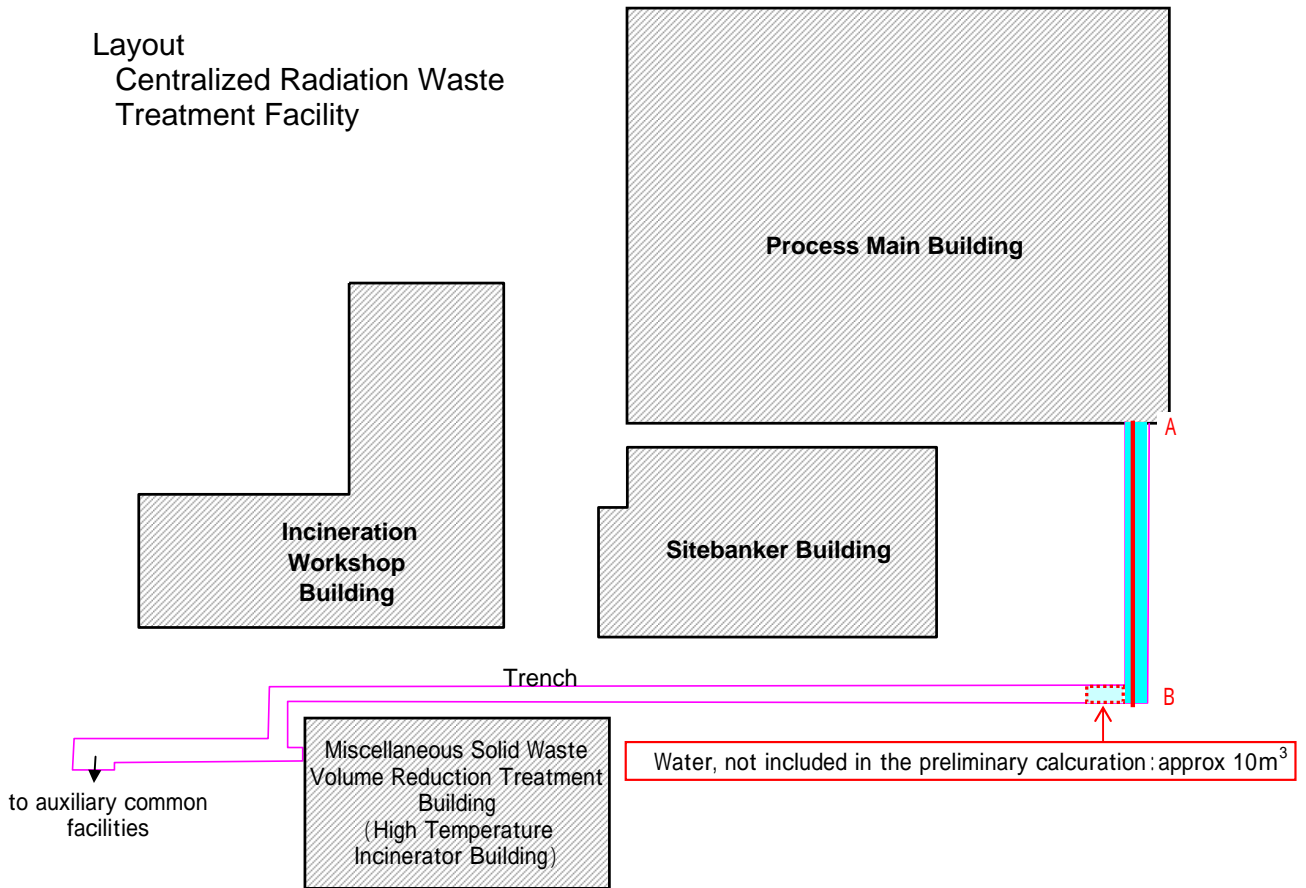 Layout
Centralized Radiation Waste
Treatment Facility
Process Main Building
A
Incineration
Workshop
Building
Sitebanker Building
Trench
B
Water, not included in the preliminary calcuration：approx 10m³
Miscellaneous Solid Waste
Volume Reduction Treatment
Building
(High Temperature
Incinerator Building)
to auxiliary common
facilities